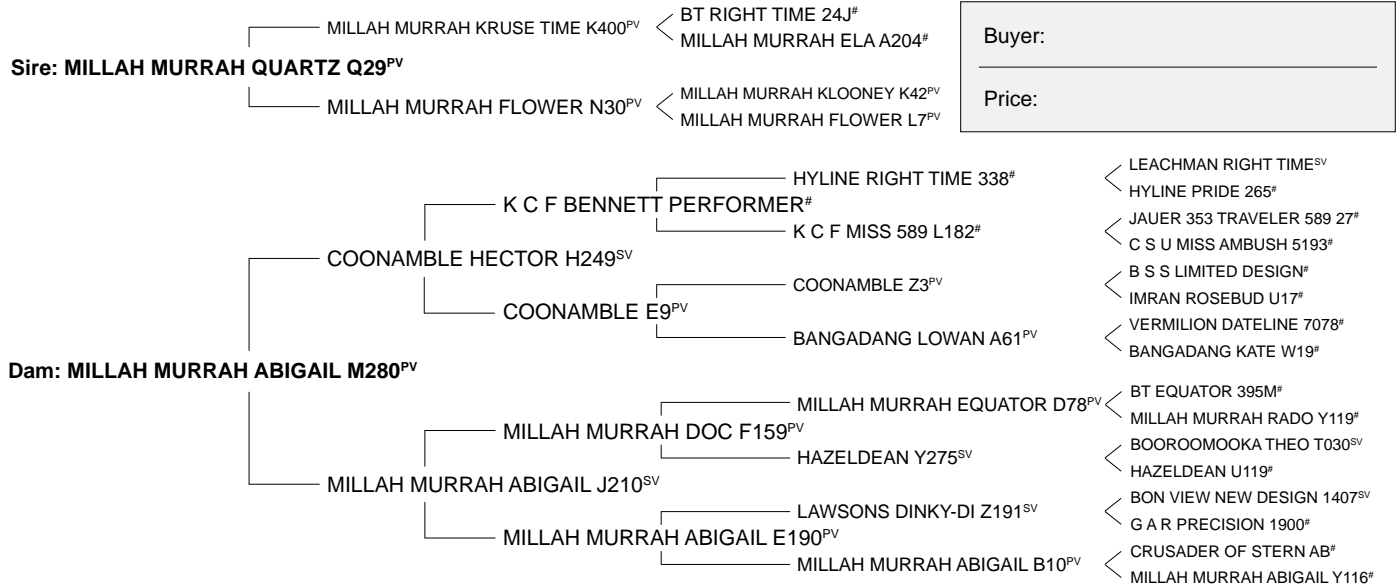 BT RIGHT TIME 24J#
MILLAH MURRAH KRUSE TIME K400PV
MILLAH MURRAH ELA A204#
Sire: MILLAH MURRAH QUARTZ Q29PV
MILLAH MURRAH KLOONEY K42PV
MILLAH MURRAH FLOWER N30PV
MILLAH MURRAH FLOWER L7PV
Buyer:
Price:
LEACHMAN RIGHT TIMESV
HYLINE RIGHT TIME 338#
HYLINE PRIDE 265#
K C F BENNETT PERFORMER#
JAUER 353 TRAVELER 589 27#
K C F MISS 589 L182#
C S U MISS AMBUSH 5193#
COONAMBLE HECTOR H249SV
B S S LIMITED DESIGN#
COONAMBLE Z3PV
IMRAN ROSEBUD U17#
COONAMBLE E9PV
VERMILION DATELINE 7078#
BANGADANG LOWAN A61PV
BANGADANG KATE W19#
Dam: MILLAH MURRAH ABIGAIL M280PV
BT EQUATOR 395M#
MILLAH MURRAH EQUATOR D78PV
MILLAH MURRAH RADO Y119#
MILLAH MURRAH DOC F159PV
BOOROOMOOKA THEO T030SV
HAZELDEAN Y275SV
HAZELDEAN U119#
MILLAH MURRAH ABIGAIL J210SV
BON VIEW NEW DESIGN 1407SV
LAWSONS DINKY-DI Z191SV
G A R PRECISION 1900#
MILLAH MURRAH ABIGAIL E190PV
CRUSADER OF STERN AB#
MILLAH MURRAH ABIGAIL B10PV
MILLAH MURRAH ABIGAIL Y116#